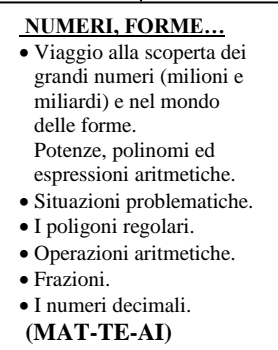 NUMERI, FORME…
• Viaggio alla scoperta dei
grandi numeri (milioni e
miliardi) e nel mondo
delle forme.
Potenze, polinomi ed
espressioni aritmetiche.
• Situazioni problematiche.
• I poligoni regolari.
• Operazioni aritmetiche.
• Frazioni.
• I numeri decimali.
(MAT-TE-AI)